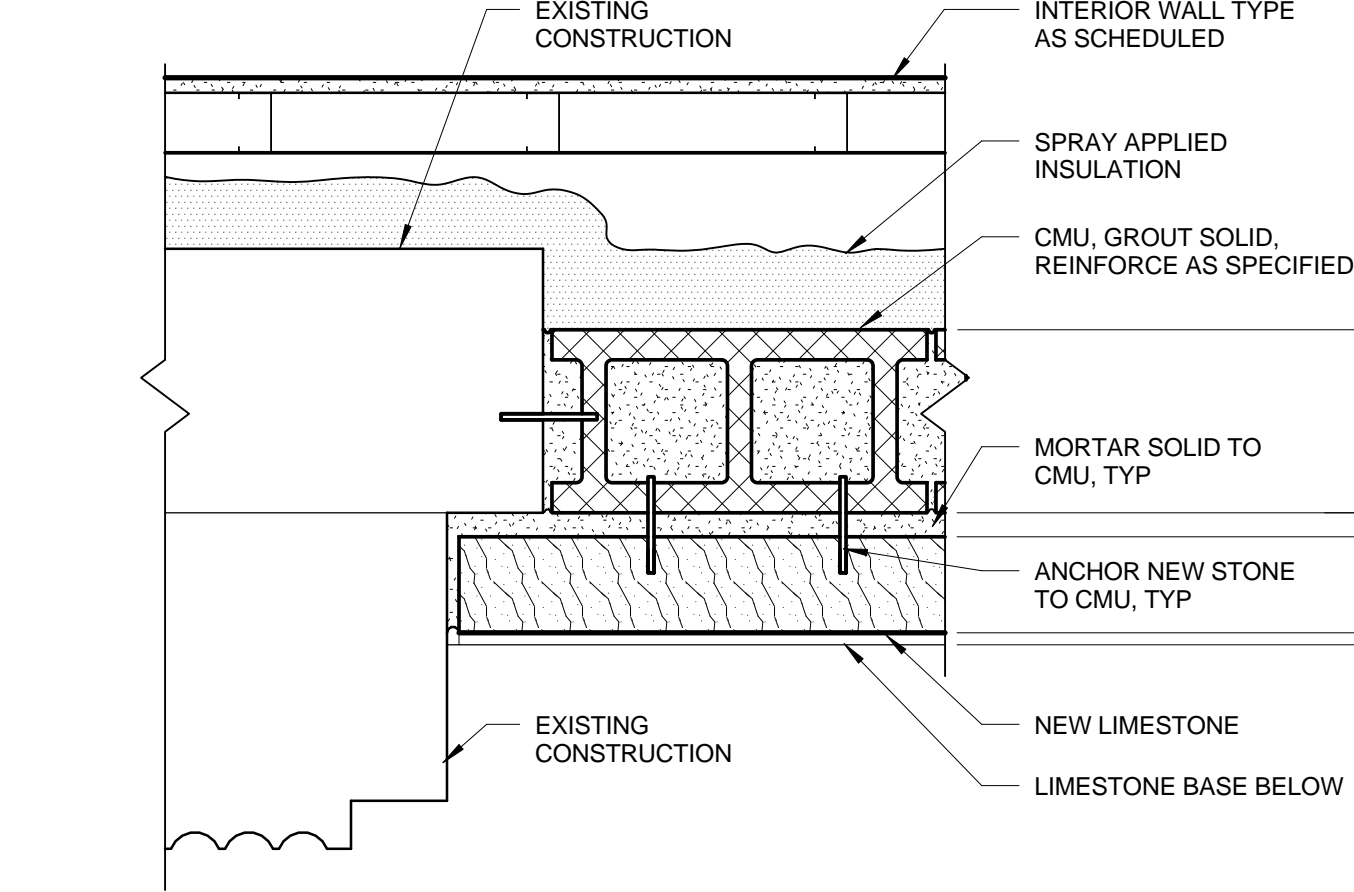 EXISTING
CONSTRUCTION
INTERIOR WALL TYPE
AS SCHEDULED
SPRAY APPLIED
INSULATION
CMU, GROUT SOLID,
REINFORCE AS SPECIFIED
MORTAR SOLID TO
CMU, TYP
ANCHOR NEW STONE
TO CMU, TYP
EXISTING
CONSTRUCTION
NEW LIMESTONE
LIMESTONE BASE BELOW